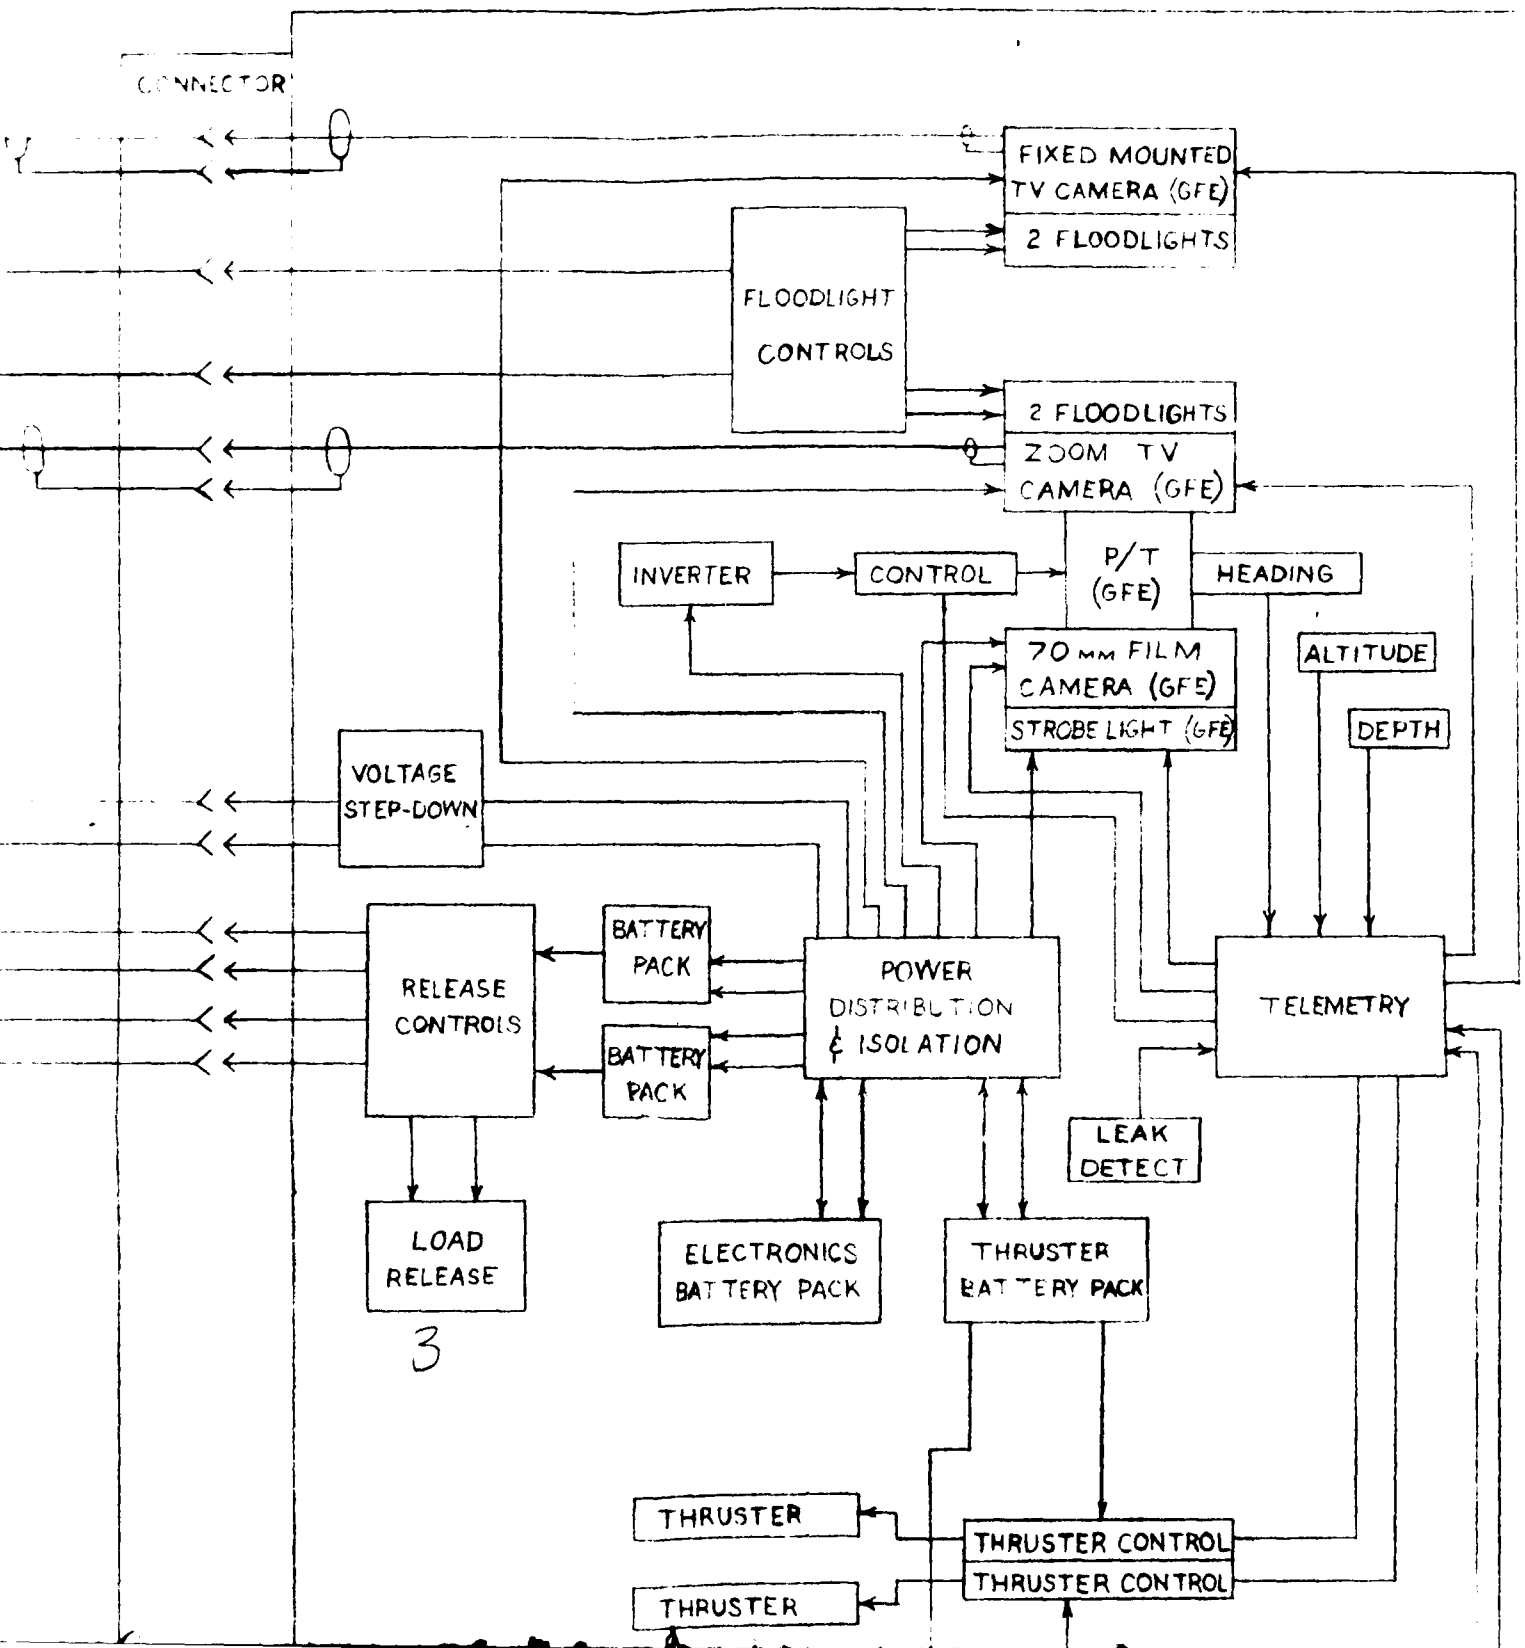 CONNECTOR
FIXED MOUNTED
TV CAMERA (GFE)
2 FLOODLIGHTS
FLOODLIGHT
CONTROLS
2 FLOODLIGHTS
ZOOM TV
CAMERA (GFE)
P/T
(GFE)
INVERTER
CONTROL
HEADING
70 MM FILM
CAMERA (GFE)
STROBE LIGHT (GFE)
ALTITUDE
DEPTH
VOLTAGE
STEP-DOWN
BATTERY
PACK
RELEASE
CONTROLS
BATTERY
PACK
POWER
DISTRIBUTION
& ISOLATION
TELEMETRY
LEAK
DETECT
LOAD
RELEASE
3
ELECTRONICS
BATTERY PACK
THRUSTER
BATTERY PACK
THRUSTER
THRUSTER CONTROL
THRUSTER CONTROL
THRUSTER